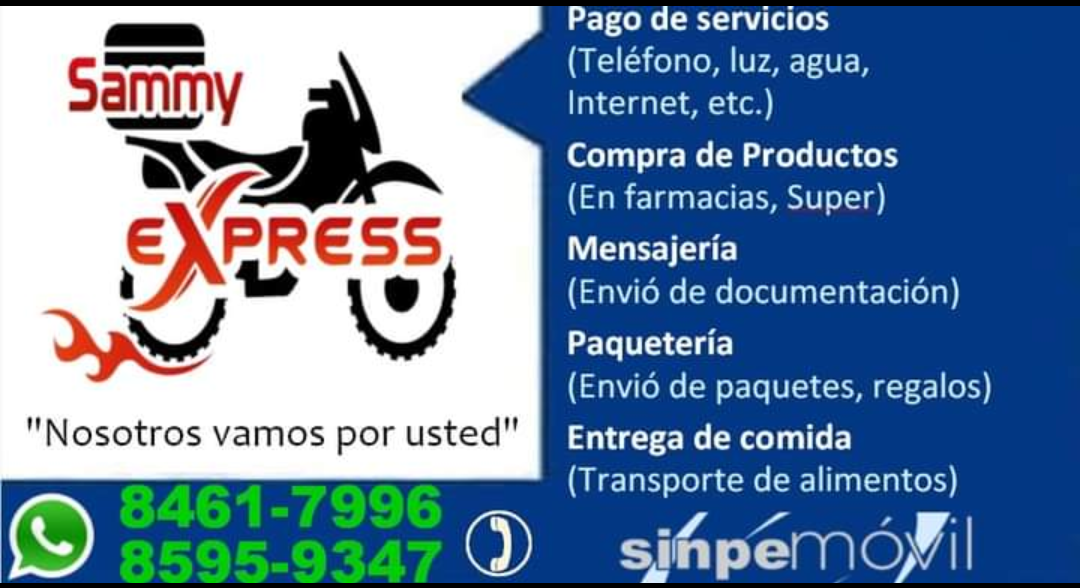 Sammy
eXPRESS
"Nosotros vamos por usted"
8461-7996
8595-9347
Pago de servicios
(Teléfono, luz, agua,
Internet, etc.)
Compra de Productos
(En farmacias, Super)
Mensajería
(Envió de documentación)
Paquetería
(Envió de paquetes, regalos)
Entrega de comida
(Transporte de alimentos)
sinpemóvil